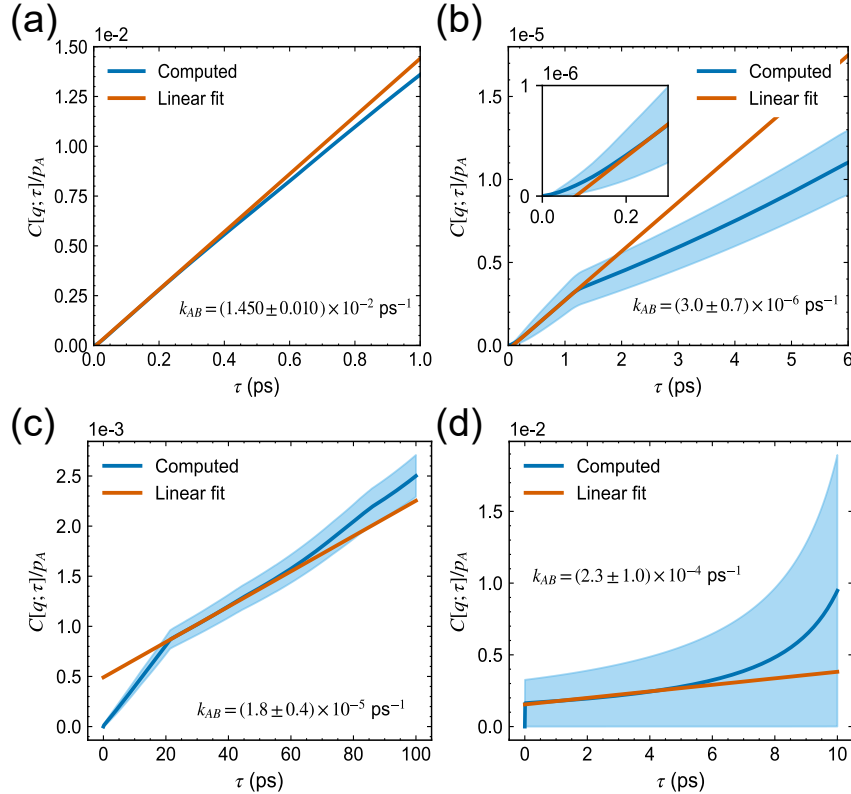 (a)
1e-2
1.50
1.25
1.00
0.75
0.50
0.25
0.00
C[q; τ]/p_A
Computed
Linear fit
k_AB = (1.450 ± 0.010) × 10⁻² ps⁻¹
0.0 0.2 0.4 0.6 0.8 1.0
τ (ps)
(b)
1e-5
1.5
1.0
0.5
0.0
C[q; τ]/p_A
1e-6
1
0
0.0 0.2
Computed
Linear fit
k_AB = (3.0 ± 0.7) × 10⁻⁶ ps⁻¹
0 1 2 3 4 5 6
τ (ps)
(c)
1e-3
2.5
2.0
1.5
1.0
0.5
0.0
C[q; τ]/p_A
Computed
Linear fit
k_AB = (1.8 ± 0.4) × 10⁻⁵ ps⁻¹
0 20 40 60 80 100
τ (ps)
(d)
1e-2
2.0
1.5
1.0
0.5
0.0
C[q; τ]/p_A
Computed
Linear fit
k_AB = (2.3 ± 1.0) × 10⁻⁴ ps⁻¹
0 2 4 6 8 10
τ (ps)